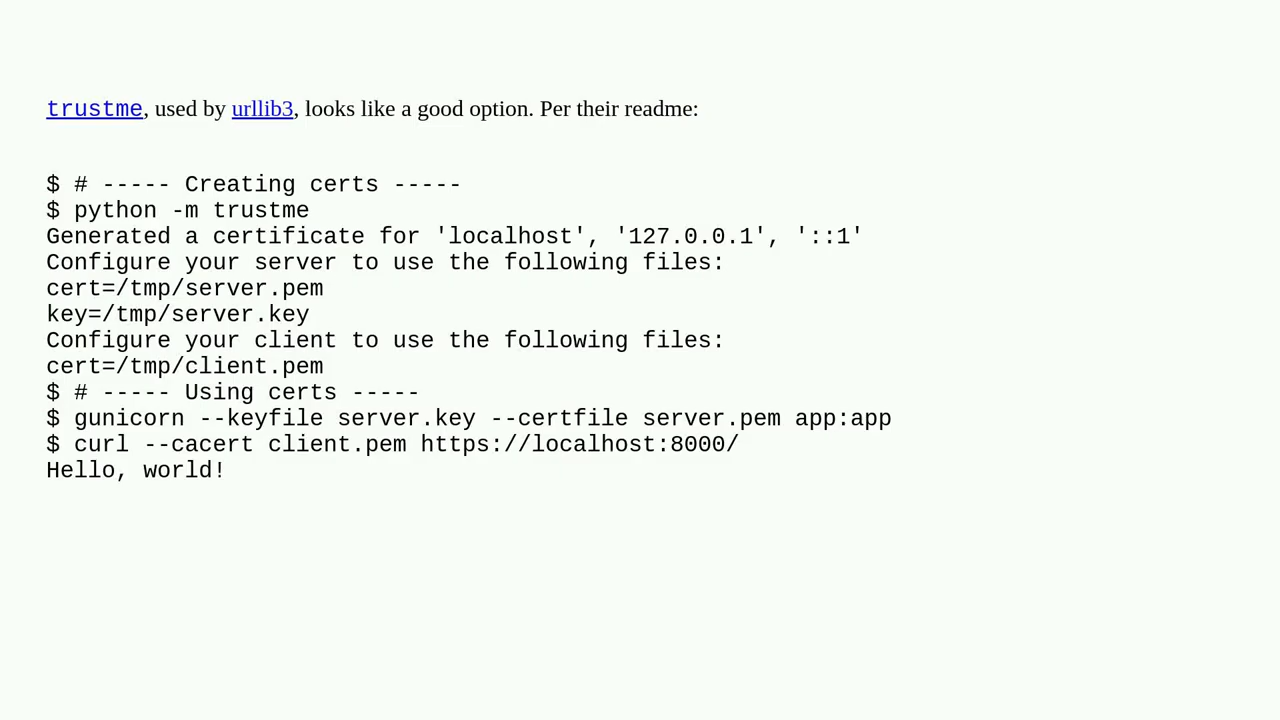 trustme, used by urllib3, looks like a good option. Per their readme:
$ # ----- Creating certs -----
$ python -m trustme
Generated a certificate for 'localhost', '127.0.0.1', '::1'
Configure your server to use the following files:
cert=/tmp/server.pem
key=/tmp/server.key
Configure your client to use the following files:
cert=/tmp/client.pem
$ # ----- Using certs -----
$ gunicorn --keyfile server.key --certfile server.pem app:app
$ curl --cacert client.pem https://localhost:8000/
Hello, world!